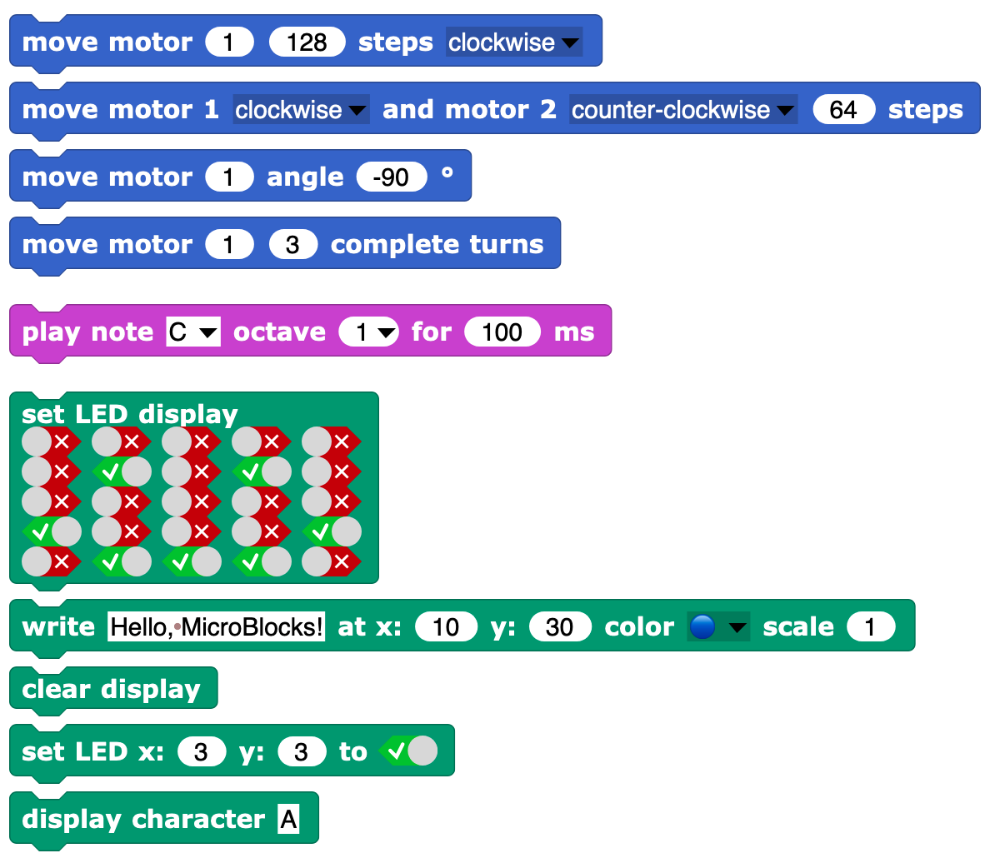 move motor 1 128 steps clockwise
move motor 1 clockwise and motor 2 counter-clockwise 64 steps
move motor 1 angle -90 °
move motor 1 3 complete turns
play note C octave 1 for 100 ms
set LED display
write Hello,•MicroBlocks! at x: 10 y: 30 color scale 1
clear display
set LED x: 3 y: 3 to
display character A